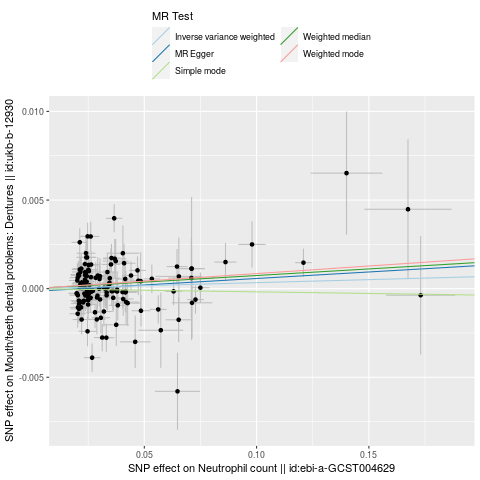 MR Test
Inverse variance weighted
MR Egger
Simple mode
Weighted median
Weighted mode
SNP effect on Mouth/teeth dental problems: Dentures || id:ukb-b-12930
0.010
0.005
0.000
-0.005
0.05
0.10
0.15
SNP effect on Neutrophil count || id:ebi-a-GCST004629